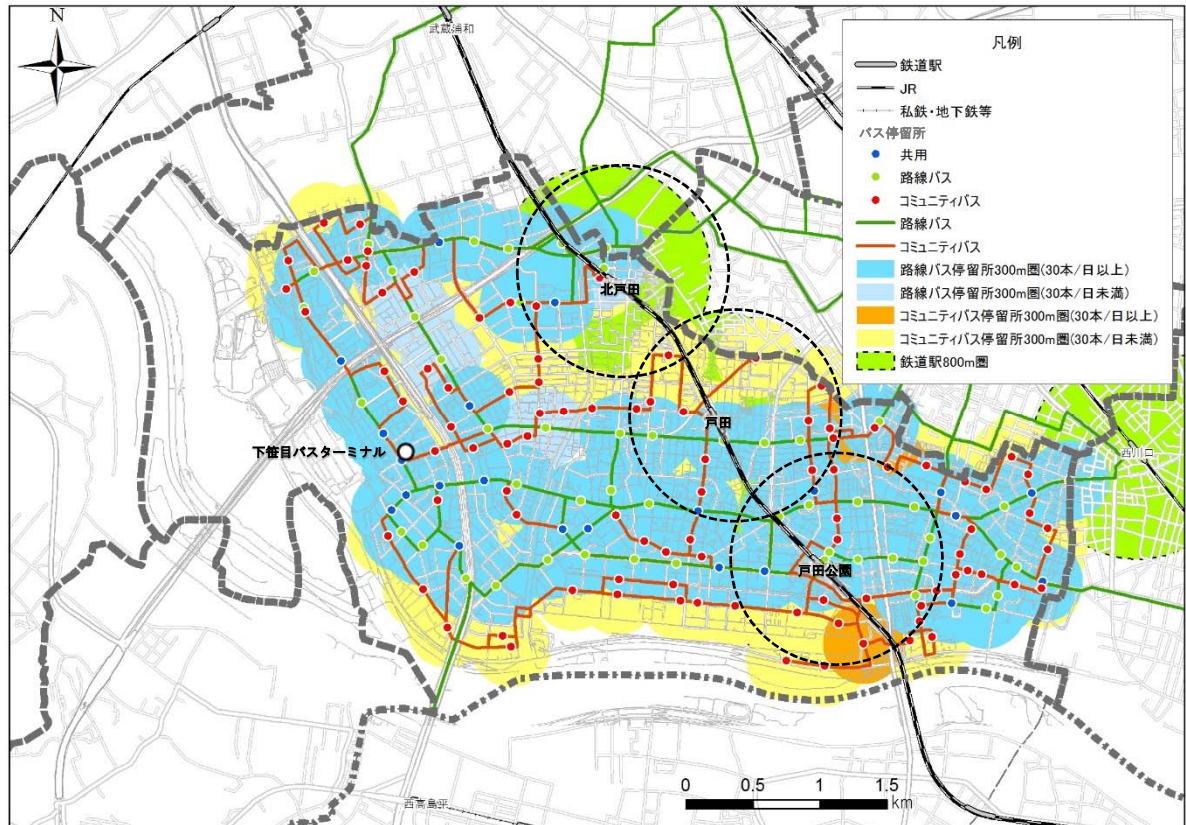 N
武蔵浦和
凡例
鉄道駅
JR
私鉄・地下鉄等
バス停留所
共用
路線バス
コミュニティバス
路線バス
コミュニティバス
路線バス停留所300m圏(30本/日以上)
路線バス停留所300m圏(30本/日未満)
コミュニティバス停留所300m圏(30本/日以上)
コミュニティバス停留所300m圏(30本/日未満)
鉄道駅800m圏
北戸田
戸田
下笹目バスターミナル
西川口
戸田公園
西高島平
0 0.5 1 1.5
km